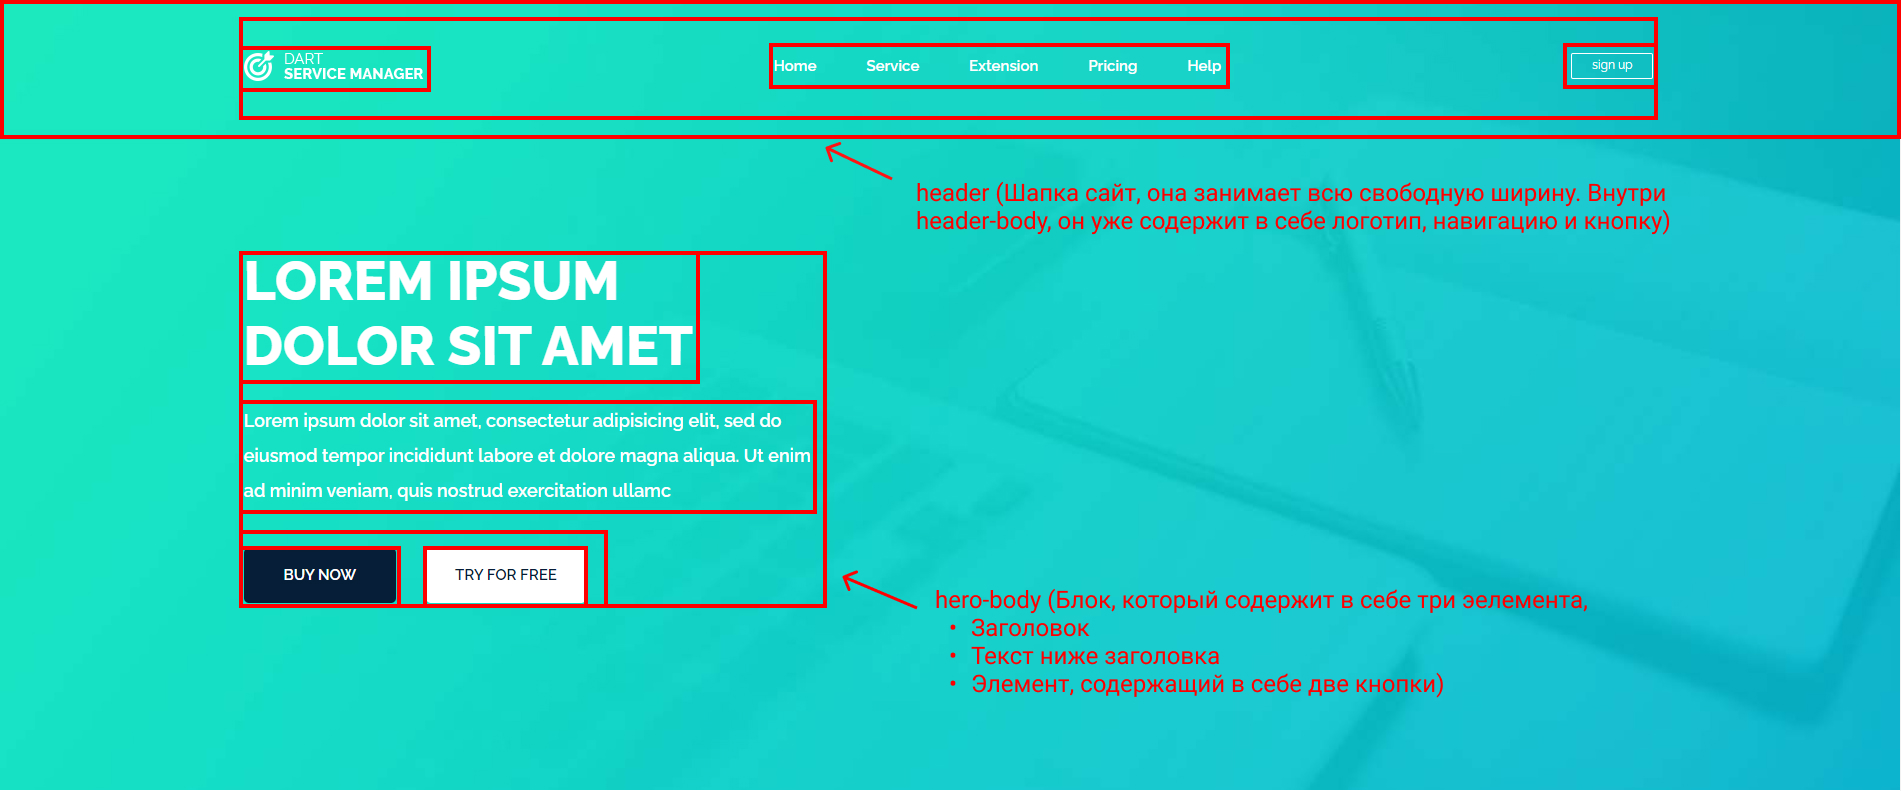 DART
SERVICE MANAGER
Home Service Extension Pricing Help
sign up
header (Шапка сайт, она занимает всю свободную ширину. Внутри
header-body, он уже содержит в себе логотип, навигацию и кнопку)
LOREM IPSUM
DOLOR SIT AMET
Lorem ipsum dolor sit amet, consectetur adipisicing elit, sed do
eiusmod tempor incididunt labore et dolore magna aliqua. Ut enim
ad minim veniam, quis nostrud exercitation ullamc
BUY NOW
TRY FOR FREE
hero-body (Блок, который содержит в себе три эелемента,
• Заголовок
• Текст ниже заголовка
• Элемент, содержащий в себе две кнопки)